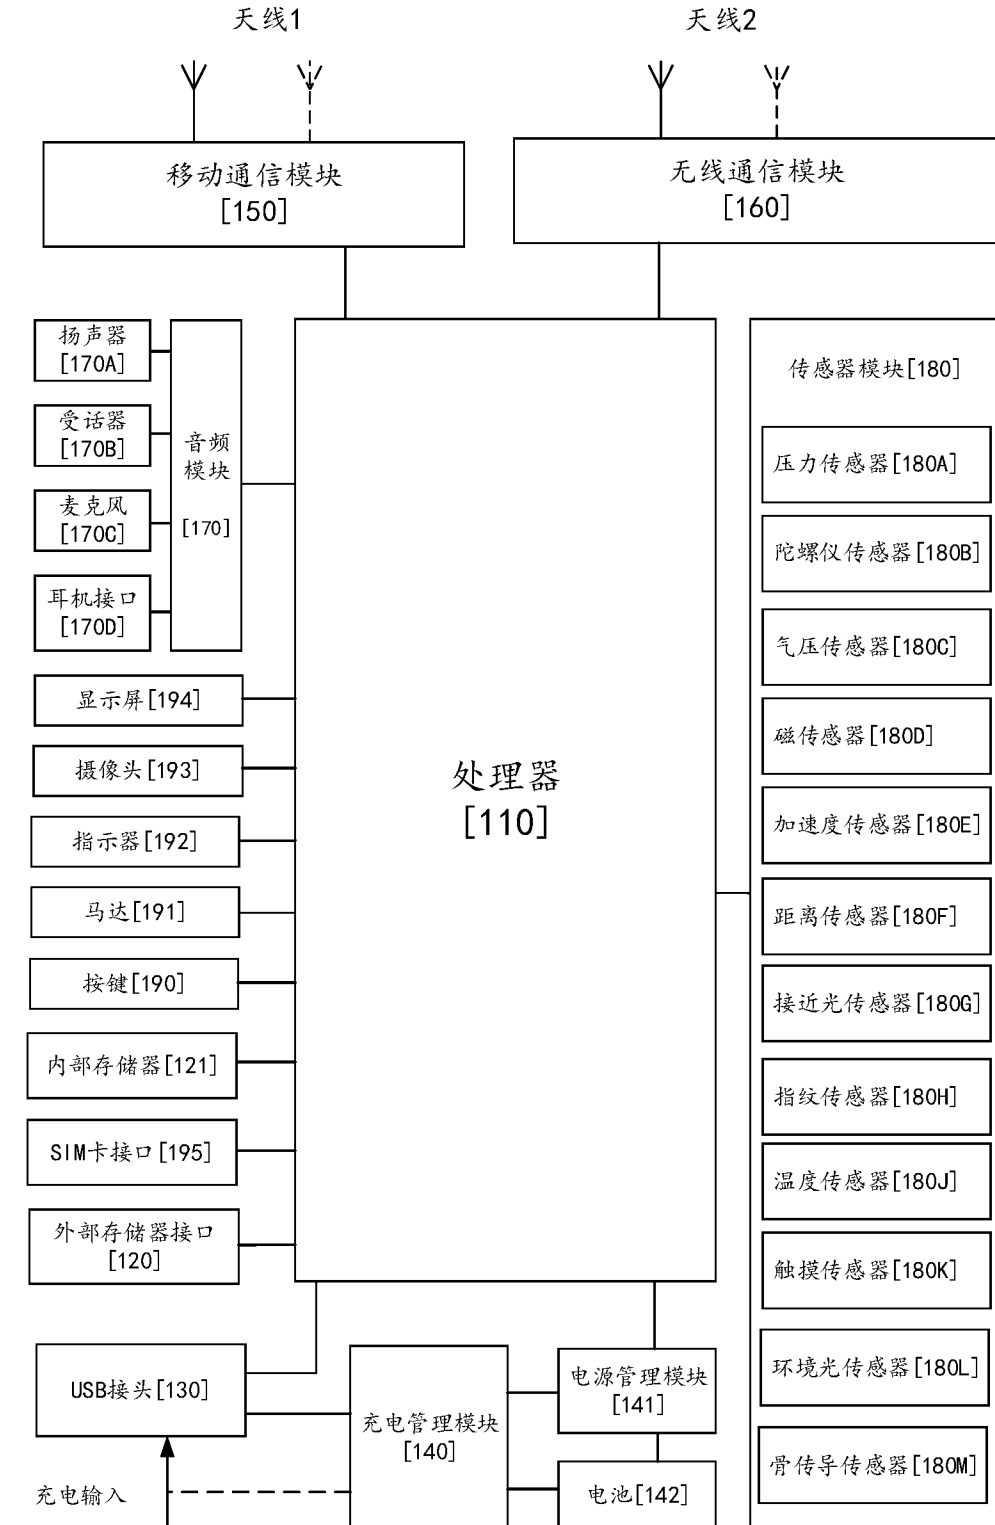 天线1
天线2
移动通信模块
[150]
无线通信模块
[160]
扬声器
[170A]
受话器
[170B]
麦克风
[170C]
耳机接口
[170D]
音频
模块
[170]
显示屏[194]
摄像头[193]
指示器[192]
马达[191]
按键[190]
内部存储器[121]
SIM卡接口[195]
外部存储器接口
[120]
处理器
[110]
传感器模块[180]
压力传感器[180A]
陀螺仪传感器[180B]
气压传感器[180C]
磁传感器[180D]
加速度传感器[180E]
距离传感器[180F]
接近光传感器[180G]
指纹传感器[180H]
温度传感器[180J]
触摸传感器[180K]
环境光传感器[180L]
骨传导传感器[180M]
USB接头[130]
充电管理模块
[140]
电源管理模块
[141]
电池[142]
充电输入